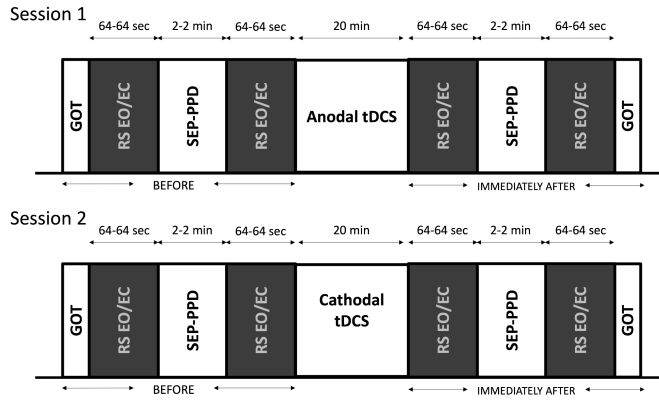 Session 1
64-64 sec 2-2 min 64-64 sec 20 min 64-64 sec 2-2 min 64-64 sec
GOT RS EO/EC SEP-PPD RS EO/EC Anodal tDCS RS EO/EC SEP-PPD RS EO/EC GOT
BEFORE IMMEDIATELY AFTER
Session 2
64-64 sec 2-2 min 64-64 sec 20 min 64-64 sec 2-2 min 64-64 sec
GOT RS EO/EC SEP-PPD RS EO/EC Cathodal RS EO/EC SEP-PPD RS EO/EC GOT
tDCS
BEFORE IMMEDIATELY AFTER